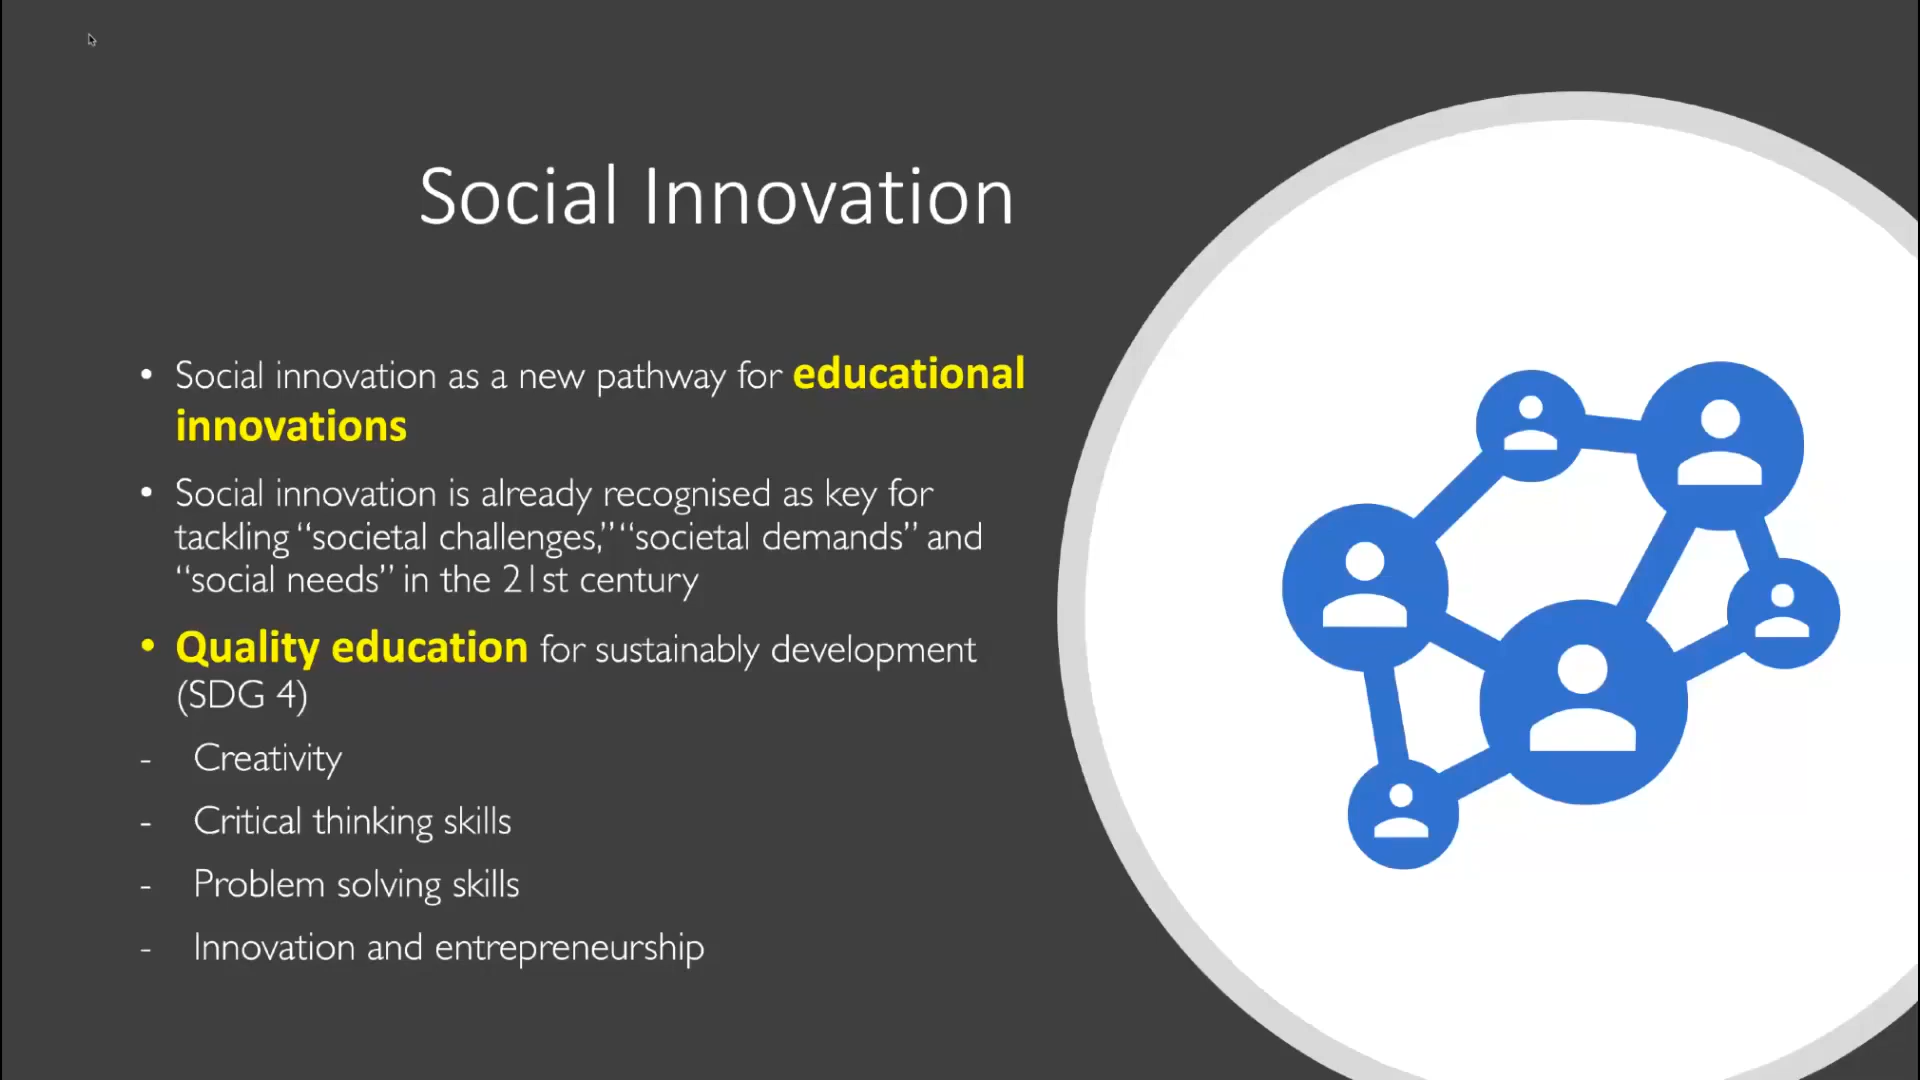 Social Innovation
• Social innovation as a new pathway for educational
innovations
• Social innovation is already recognised as key for
tackling “societal challenges,” “societal demands” and
“social needs” in the 21st century
• Quality education for sustainably development
(SDG 4)
- Creativity
- Critical thinking skills
- Problem solving skills
- Innovation and entrepreneurship